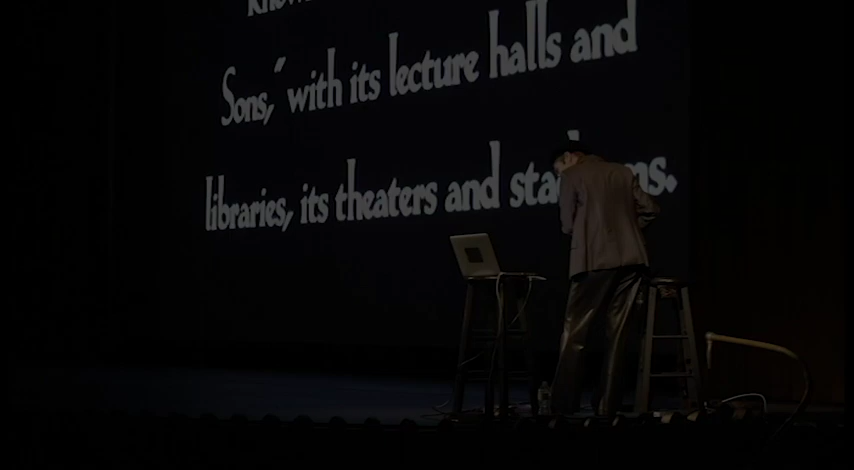 Sons," with its lecture halls and
libraries, its theaters and